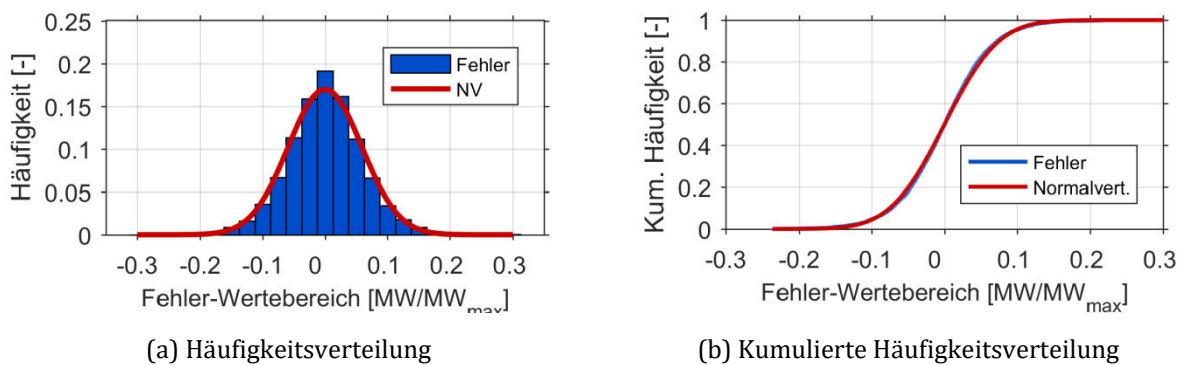 0.25
0.2
0.15
0.1
0.05
0
Häufigkeit [-]
Fehler
NV
-0.3 -0.2 -0.1 0 0.1 0.2 0.3
Fehler-Wertebereich [MW/MWmax]
(a) Häufigkeitsverteilung
1
0.8
0.6
0.4
0.2
0
Kum. Häufigkeit [-]
Fehler
Normalvert.
-0.3 -0.2 -0.1 0 0.1 0.2 0.3
Fehler-Wertebereich [MW/MWmax]
(b) Kumulierte Häufigkeitsverteilung